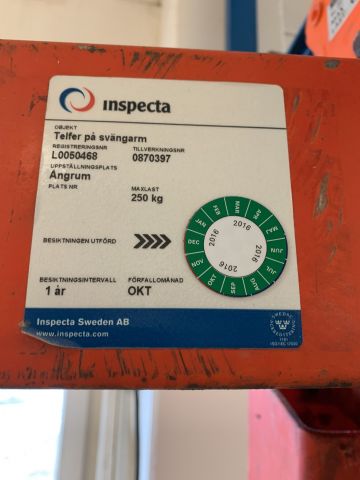 inspecta
OBJEKT
Telfer på svängarm
REGISTRERINGSNR TILLVERKNINGSNR
L0050468 0870397
UPPSTÄLLNINGSPLATS
Ångrum
PLATS NR MAXLAST
250 kg
BESIKTNINGEN UTFÖRD
JAN FEB MAR APR MAJ JUN JUL AUG SEP OKT NOV DEC
2016 2016 2016 2016
BESIKTNINGSINTERVALL FÖRFALLOMÅNAD
1 år OKT
Inspecta Sweden AB
www.inspecta.com